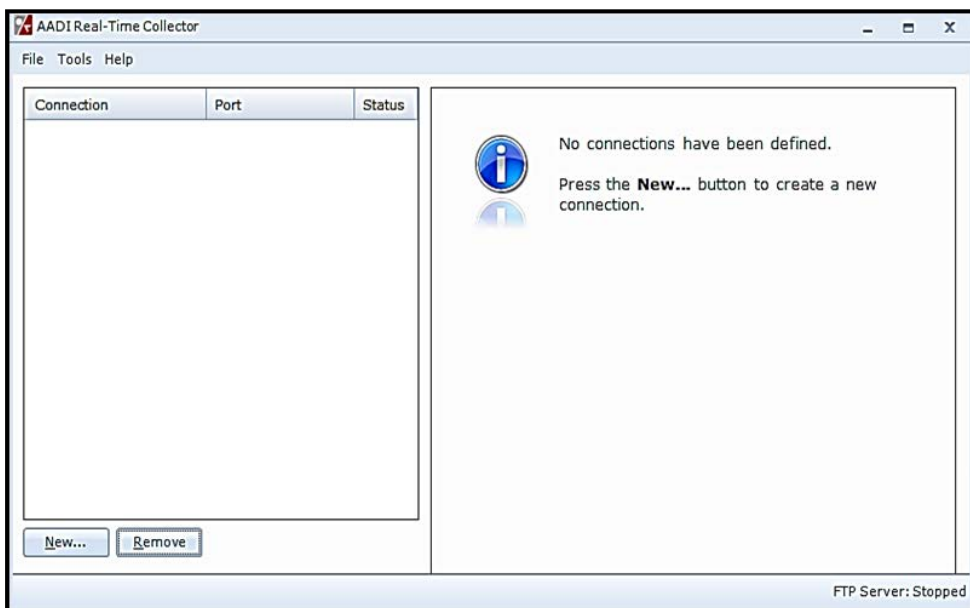 AADI Real-Time Collector
File Tools Help
Connection Port Status
No connections have been defined.
Press the New... button to create a new
connection.
New... Remove
FTP Server: Stopped